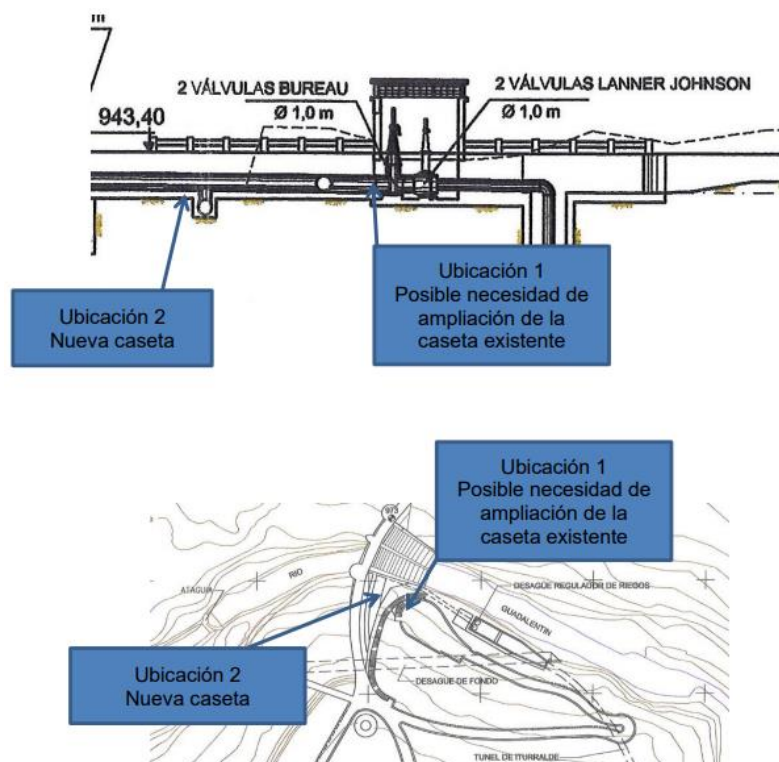 m
2 VÁLVULAS BUREAU
Ø 1,0 m
2 VÁLVULAS LANNER JOHNSON
Ø 1,0 m
943,40
Ubicación 1
Posible necesidad de
ampliación de la
caseta existente
Ubicación 2
Nueva caseta
Ubicación 1
Posible necesidad de
ampliación de la
caseta existente
975
RIO
ATAGUIA
DESAGÜE REGULADOR DE RIEGOS
GUADALENTIN
Ubicación 2
Nueva caseta
DESAGÜE DE FONDO
TUNEL DE ITURRALDE